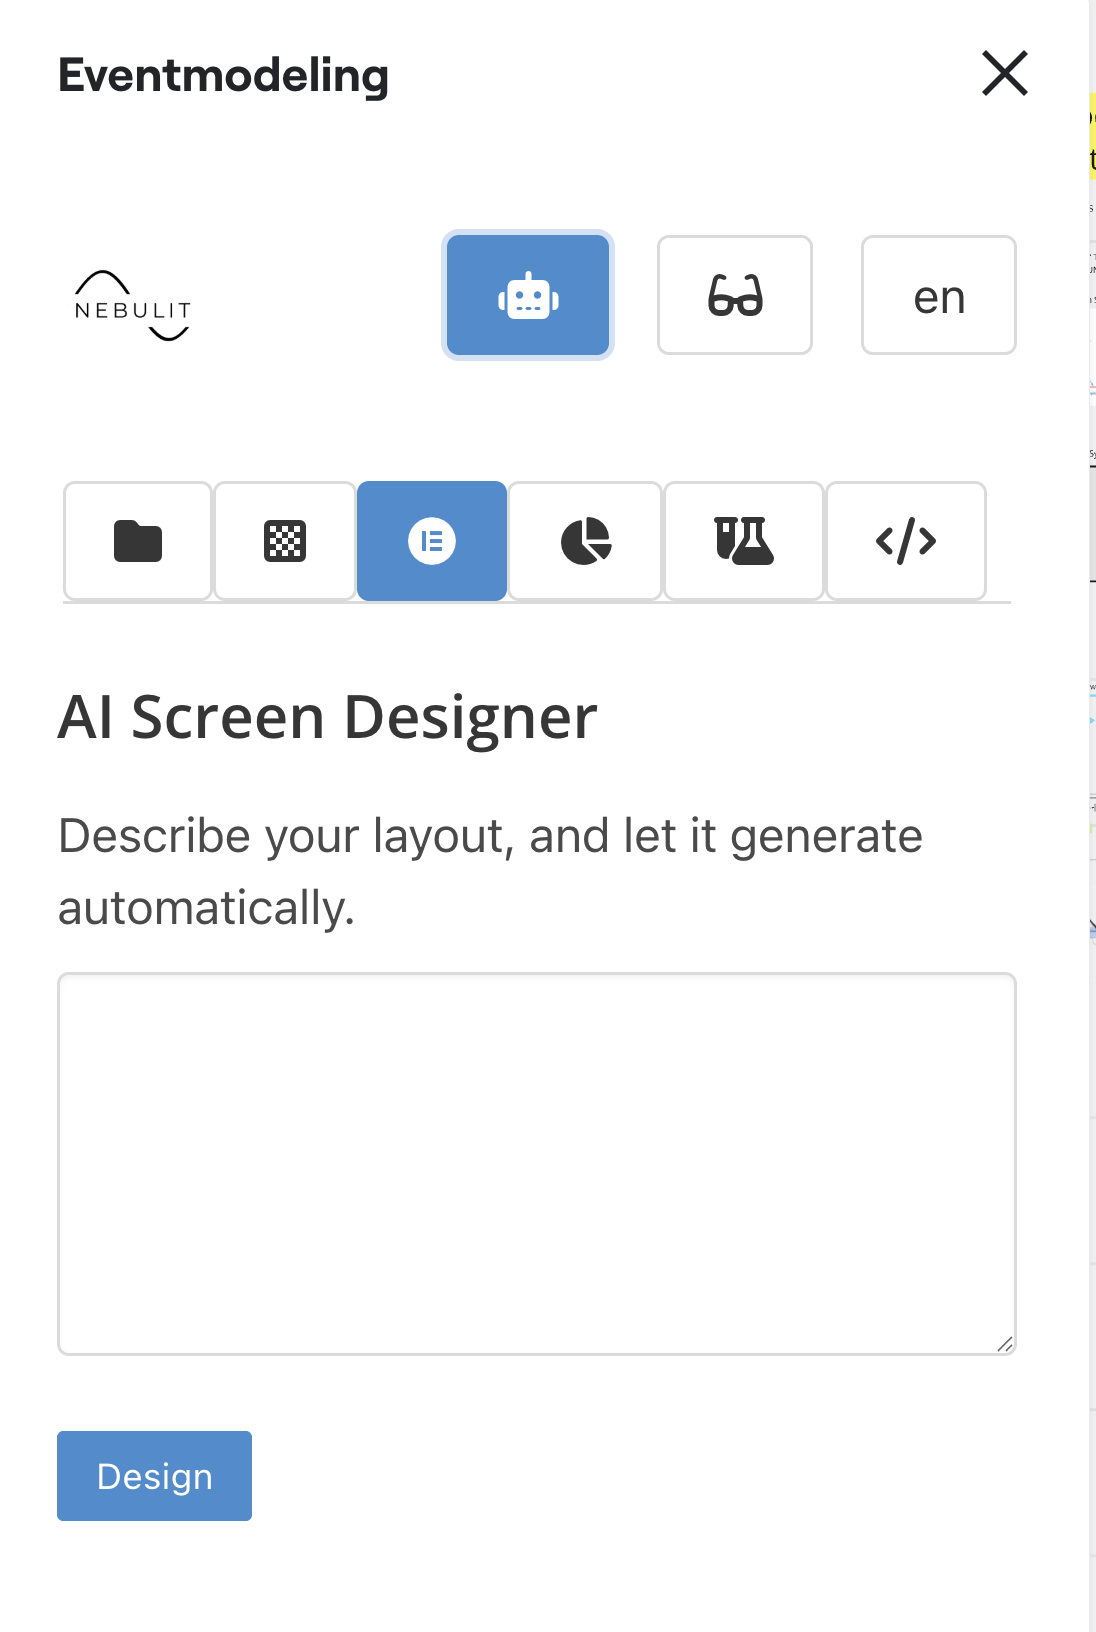 Eventmodeling
NEBULIT
en
AI Screen Designer
Describe your layout, and let it generate
automatically.
Design